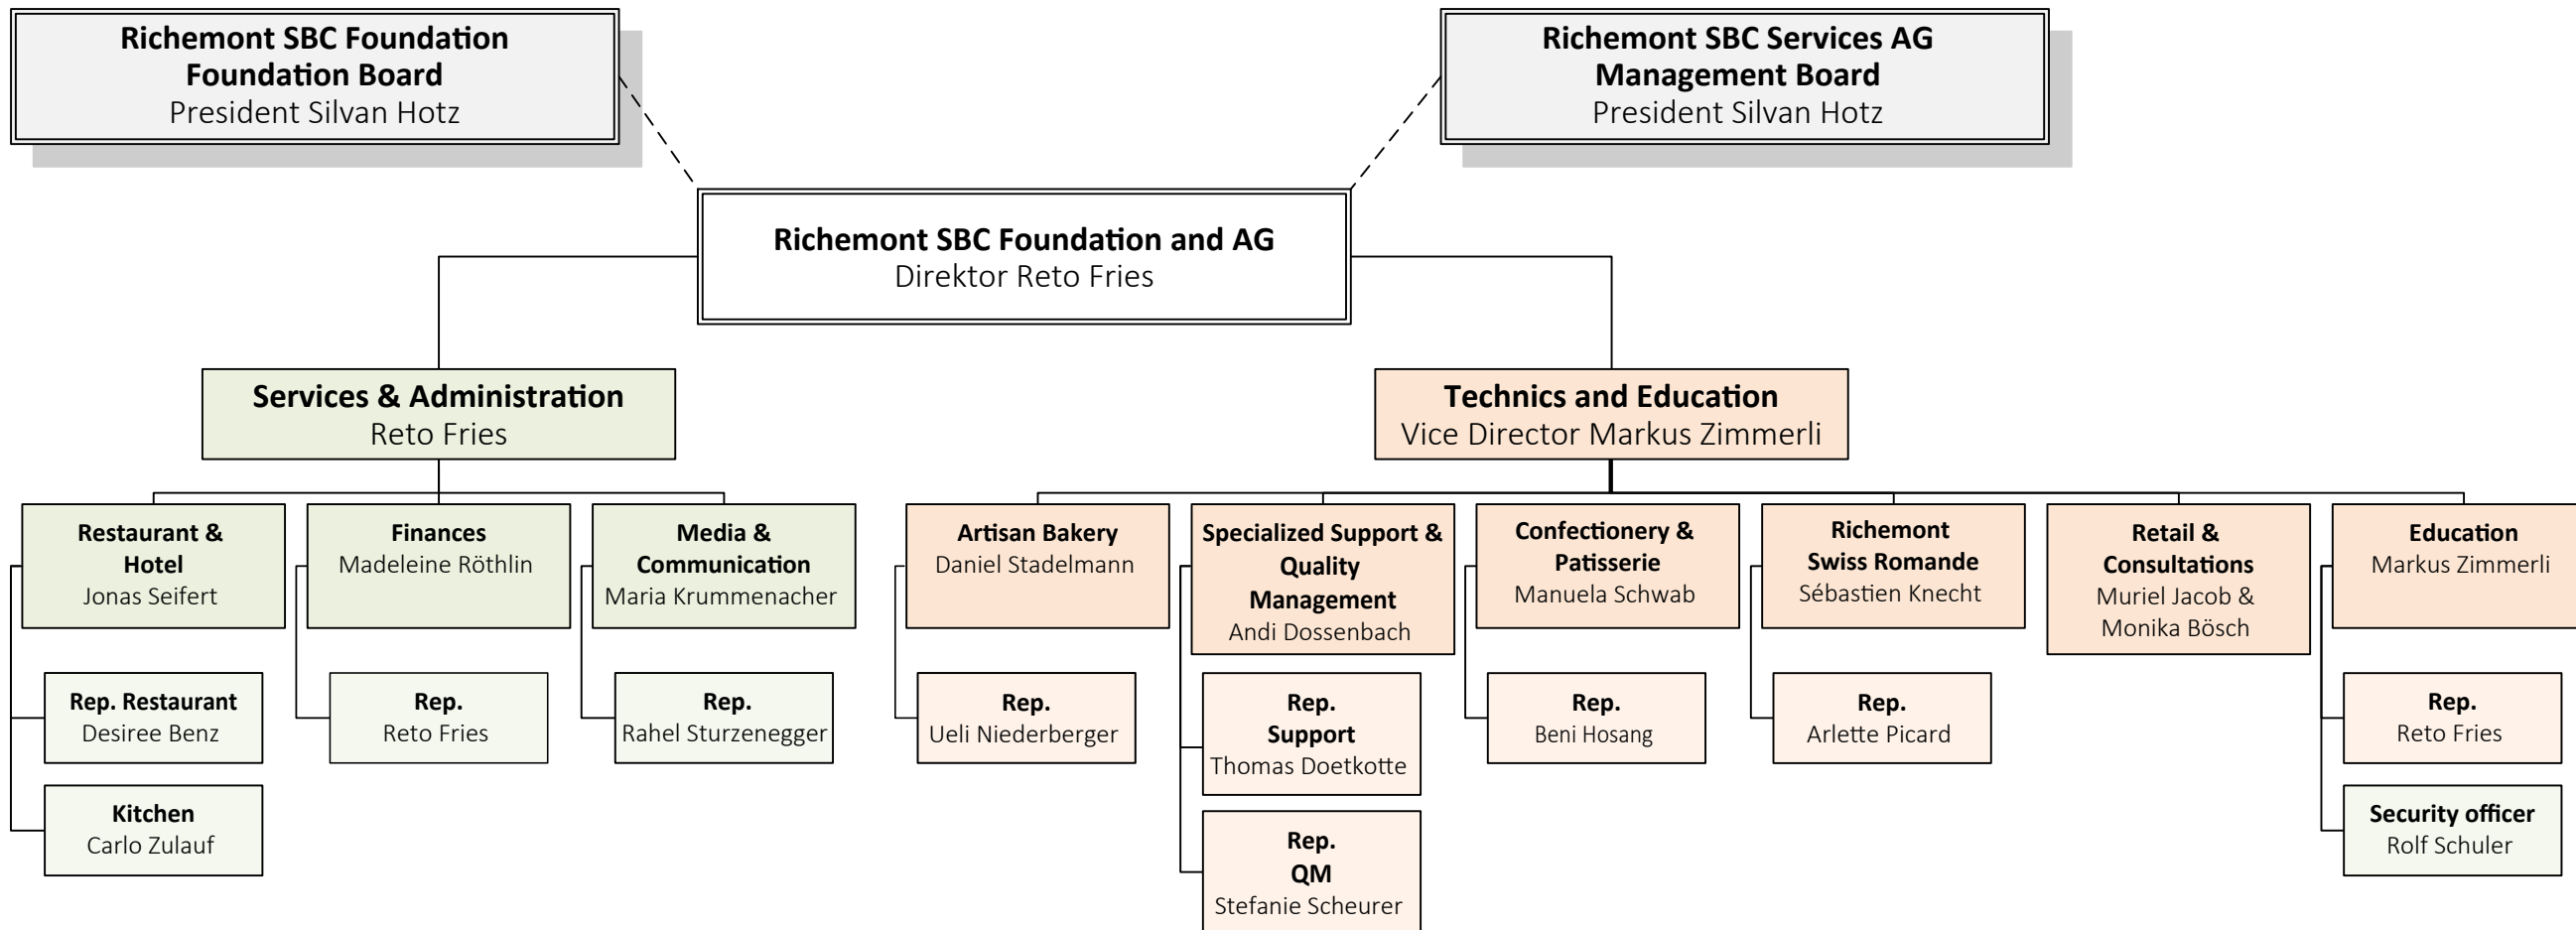 Richemont SBC Foundation
Foundation Board
President Silvan Hotz
Richemont SBC Services AG
Management Board
President Silvan Hotz
Richemont SBC Foundation and AG
Direktor Reto Fries
Services & Administration
Reto Fries
Technics and Education
Vice Director Markus Zimmerli
Restaurant &
Hotel
Jonas Seifert
Finances
Madeleine Röthlin
Media &
Communication
Maria Krummenacher
Artisan Bakery
Daniel Stadelmann
Specialized Support &
Quality
Management
Andi Dossenbach
Confectionery &
Patisserie
Manuela Schwab
Richemont
Swiss Romande
Sébastien Knecht
Retail &
Consultations
Muriel Jacob &
Monika Bösch
Education
Markus Zimmerli
Rep. Restaurant
Desiree Benz
Rep.
Reto Fries
Rep.
Rahel Sturzenegger
Rep.
Ueli Niederberger
Rep.
Support
Thomas Doetkotte
Rep.
Beni Hosang
Rep.
Arlette Picard
Rep.
Reto Fries
Kitchen
Carlo Zulauf
Rep.
QM
Stefanie Scheurer
Security officer
Rolf Schuler